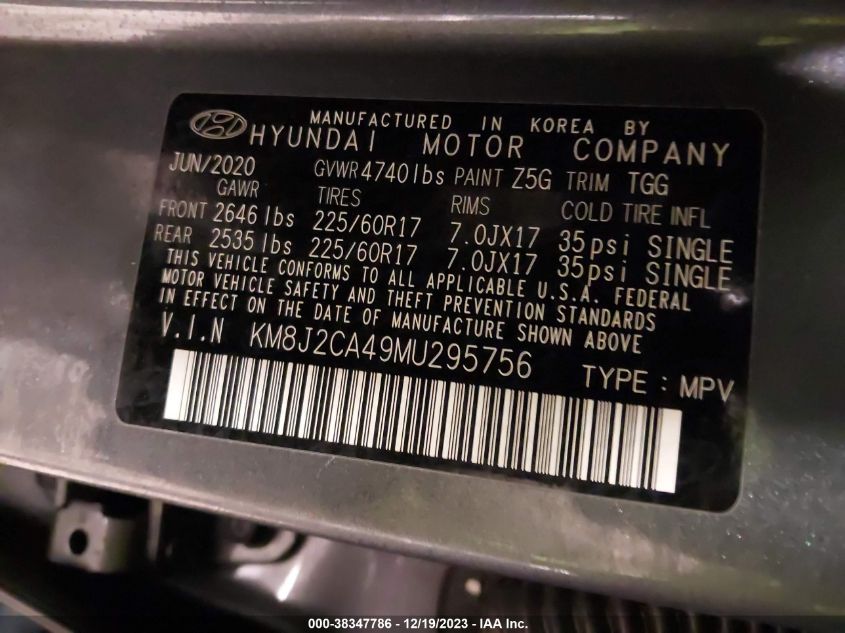 MANUFACTURED IN KOREA BY
HYUNDAI MOTOR COMPANY
JUN/2020 GVWR 4740 lbs PAINT Z5G TRIM TGG
GAWR TIRES RIMS COLD TIRE INFL
FRONT 2646 lbs 225/60R17 7.0JX17 35psi SINGLE
REAR 2535 lbs 225/60R17 7.0JX17 35psi SINGLE
THIS VEHICLE CONFORMS TO ALL APPLICABLE U.S.A. FEDERAL
MOTOR VEHICLE SAFETY AND THEFT PREVENTION STANDARDS
IN EFFECT ON THE DATE OF MANUFACTURE SHOWN ABOVE
V.I.N KM8J2CA49MU295756 TYPE : MPV
000-38347786 - 12/19/2023 - IAA Inc.